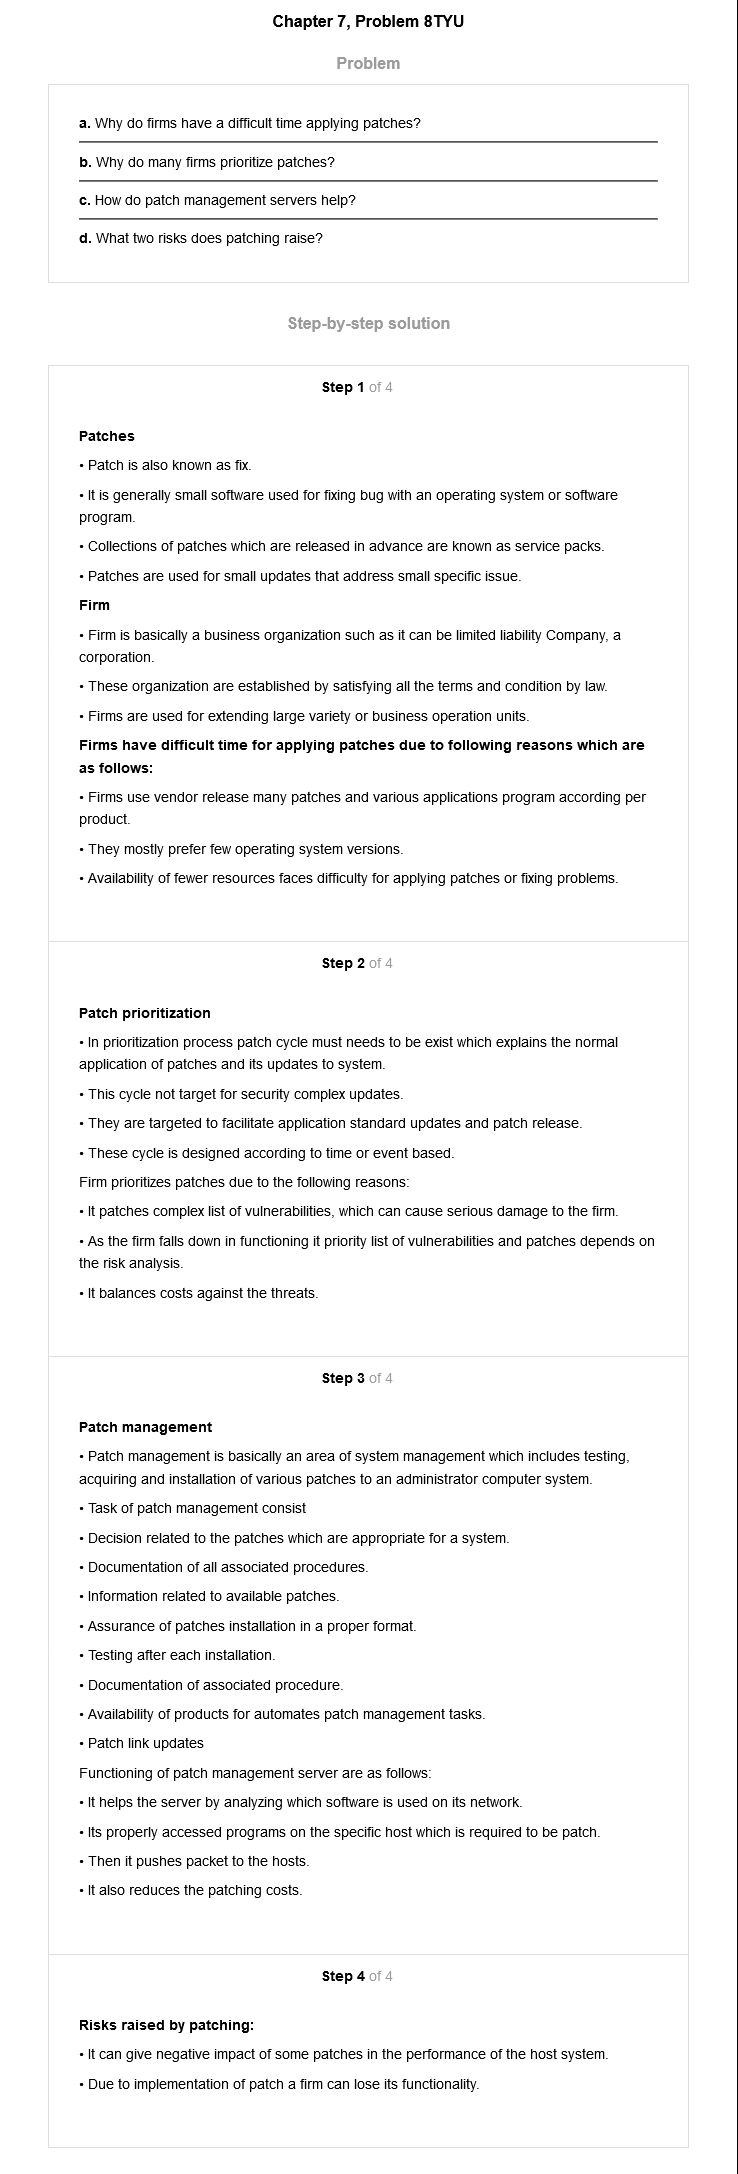 Chapter 7, Problem 8TYU
Problem
a. Why do firms have a difficult time applying patches?
b. Why do many firms prioritize patches?
c. How do patch management servers help?
d. What two risks does patching raise?
Step-by-step solution
Step 1 of 4
Patches
• Patch is also known as fix.
• It is generally small software used for fixing bug with an operating system or software
program.
• Collections of patches which are released in advance are known as service packs.
• Patches are used for small updates that address small specific issue.
Firm
• Firm is basically a business organization such as it can be limited liability Company, a
corporation.
• These organization are established by satisfying all the terms and condition by law.
• Firms are used for extending large variety or business operation units.
Firms have difficult time for applying patches due to following reasons which are
as follows:
• Firms use vendor release many patches and various applications program according per
product.
• They mostly prefer few operating system versions.
• Availability of fewer resources faces difficulty for applying patches or fixing problems.
Step 2 of 4
Patch prioritization
• In prioritization process patch cycle must needs to be exist which explains the normal
application of patches and its updates to system.
• This cycle not target for security complex updates.
• They are targeted to facilitate application standard updates and patch release.
• These cycle is designed according to time or event based.
Firm prioritizes patches due to the following reasons:
• It patches complex list of vulnerabilities, which can cause serious damage to the firm.
• As the firm falls down in functioning it priority list of vulnerabilities and patches depends on
the risk analysis.
• It balances costs against the threats.
Step 3 of 4
Patch management
• Patch management is basically an area of system management which includes testing,
acquiring and installation of various patches to an administrator computer system.
• Task of patch management consist
• Decision related to the patches which are appropriate for a system.
• Documentation of all associated procedures.
• Information related to available patches.
• Assurance of patches installation in a proper format.
• Testing after each installation.
• Documentation of associated procedure.
• Availability of products for automates patch management tasks.
• Patch link updates
Functioning of patch management server are as follows:
• It helps the server by analyzing which software is used on its network.
• Its properly accessed programs on the specific host which is required to be patch.
• Then it pushes packet to the hosts.
• It also reduces the patching costs.
Step 4 of 4
Risks raised by patching:
• It can give negative impact of some patches in the performance of the host system.
• Due to implementation of patch a firm can lose its functionality.